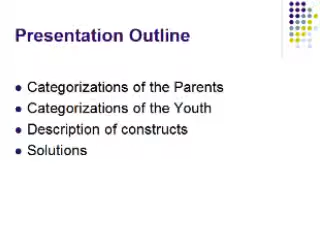 Presentation Outline
Categorizations of the Parents
Categorizations of the Youth
Description of constructs
Solutions